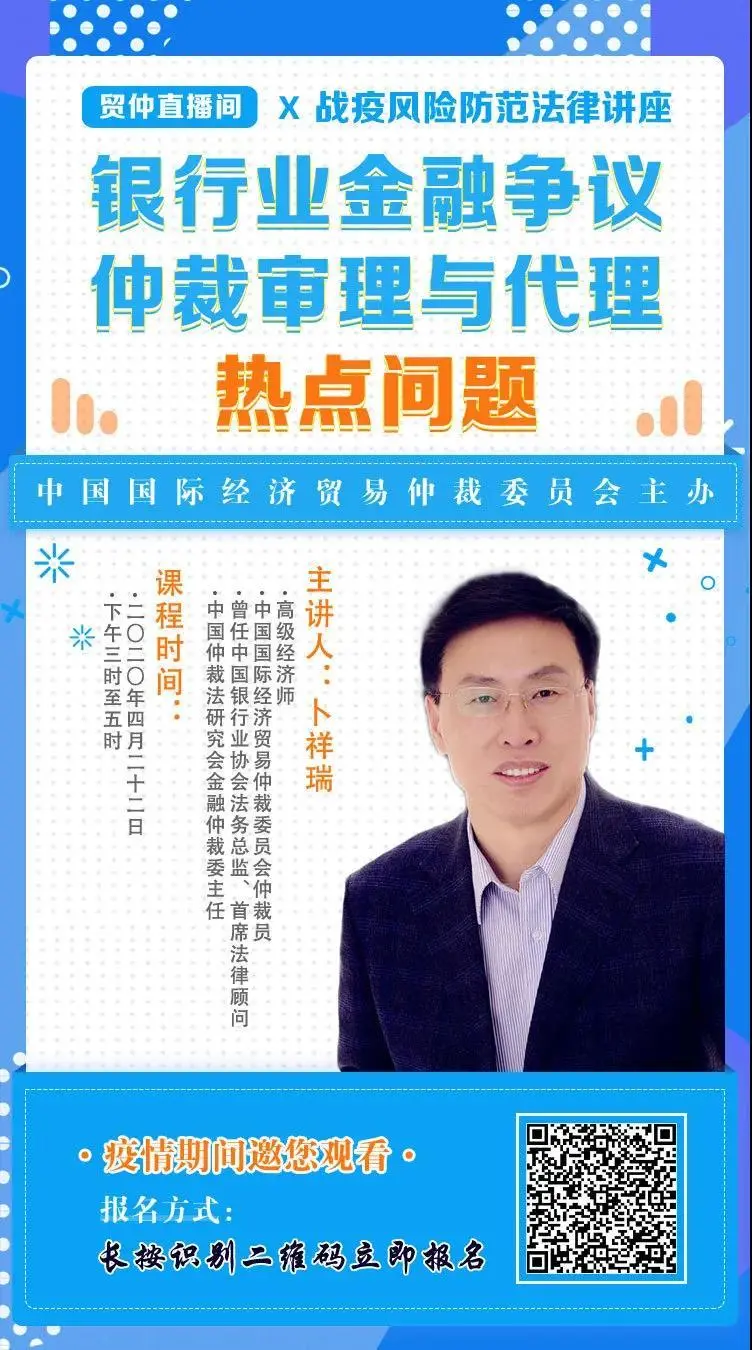 贸仲直播间 X 战疫风险防范法律讲座
银行业金融争议
仲裁审理与代理
热点问题
中国国际经济贸易仲裁委员会主办
主讲人：卜祥瑞
·高级经济师
·中国国际经济贸易仲裁委员会仲裁员
·曾任中国银行业协会法务总监、首席法律顾问
·中国仲裁法研究会金融仲裁委主任
课程时间：
·二〇二〇年四月二十二日
·下午三时至五时
·疫情期间邀您观看·
报名方式：
长按识别二维码立即报名